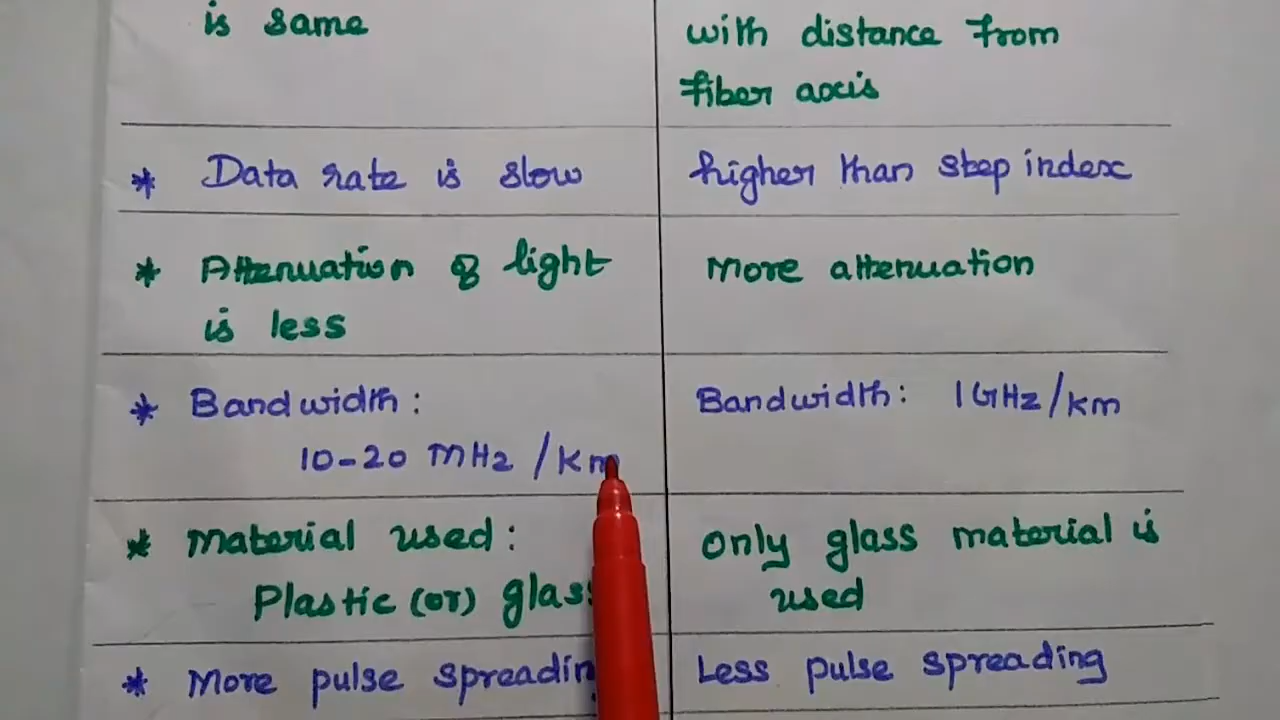 is same
with distance from
fiber axis
* Data rate is slow
higher than step index
* Attenuation of light
is less
More attenuation
* Bandwidth:
10-20 MHz / Km
Bandwidth: 1GHz/km
* Material used:
Plastic (or) glass
only glass material is
used
* More pulse spreadin
Less pulse spreading